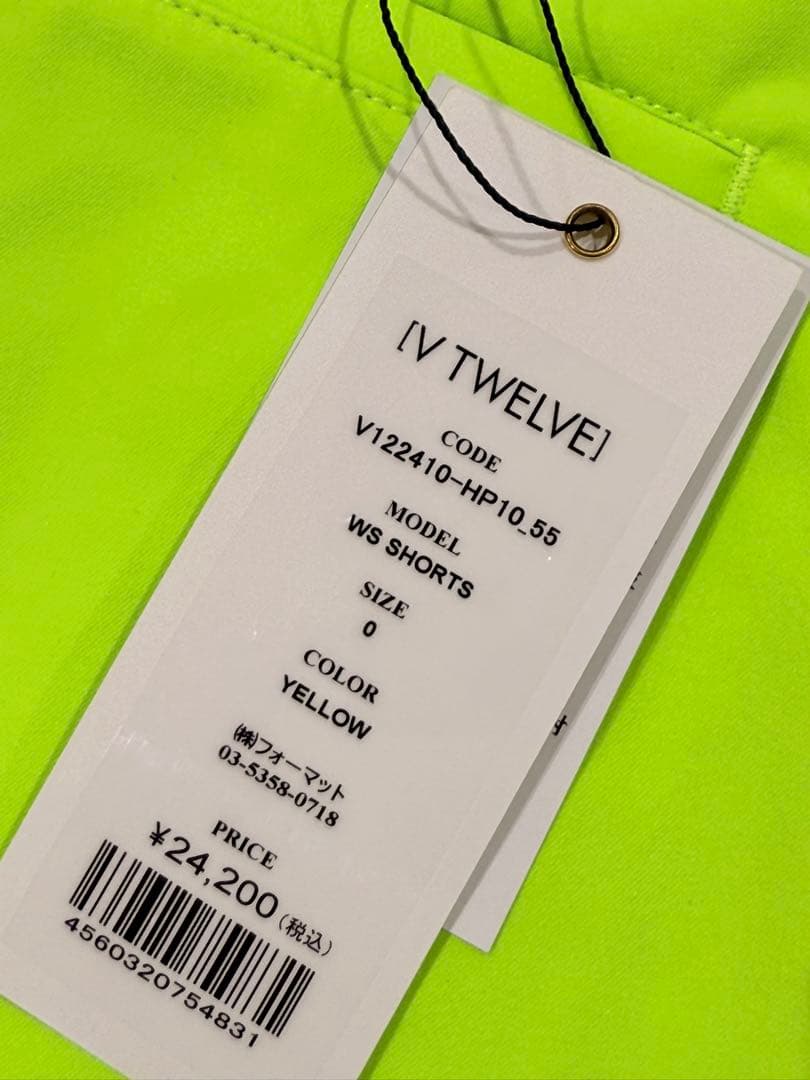 [V TWELVE]
CODE
V122410-HP10_55
MODEL
WS SHORTS
SIZE
0
COLOR
YELLOW
㈱フォーマット
03-5358-0718
PRICE
¥24,200(税込)
4560320754831